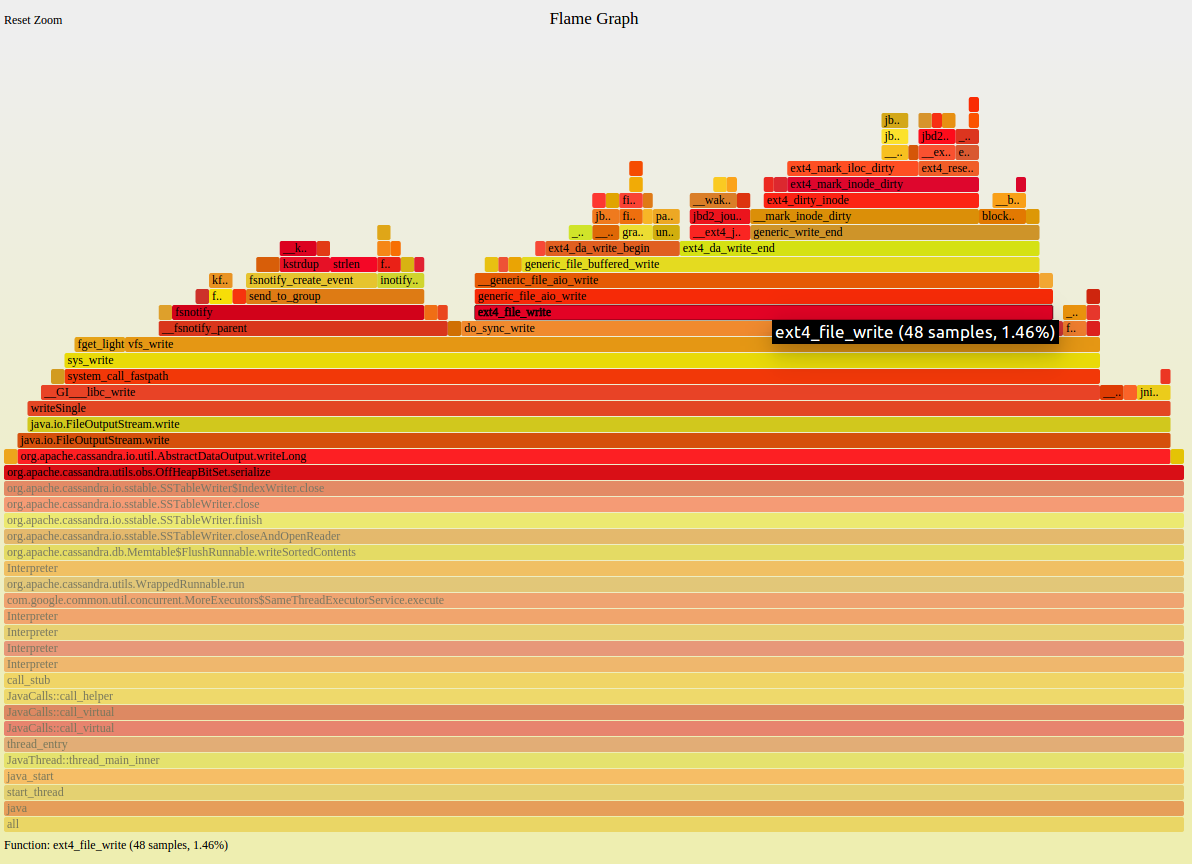 Reset Zoom
Flame Graph
jb..
jb.. jbd2.. _..
__.. __ex.. e..
ext4_mark_iloc_dirty ext4_rese..
ext4_mark_inode_dirty
fi.. __wak.. ext4_dirty_inode __b..
jb.. fi.. pa.. jbd2_jou.. __mark_inode_dirty block..
_.. __.. gra.. un.. __ext4_j.. generic_write_end
__k.. ext4_da_write_begin ext4_da_write_end
kstrdup strlen f.. generic_file_buffered_write
kf.. fsnotify_create_event inotify.. __generic_file_aio_write
f.. send_to_group generic_file_aio_write
fsnotify ext4_file_write _..
__fsnotify_parent do_sync_write f..
ext4_file_write (48 samples, 1.46%)
fget_light vfs_write
sys_write
system_call_fastpath
__GI___libc_write __.. jni..
writeSingle
java.io.FileOutputStream.write
java.io.FileOutputStream.write
org.apache.cassandra.io.util.AbstractDataOutput.writeLong
org.apache.cassandra.utils.obs.OffHeapBitSet.serialize
org.apache.cassandra.io.sstable.SSTableWriter$IndexWriter.close
org.apache.cassandra.io.sstable.SSTableWriter.close
org.apache.cassandra.io.sstable.SSTableWriter.finish
org.apache.cassandra.io.sstable.SSTableWriter.closeAndOpenReader
org.apache.cassandra.db.Memtable$FlushRunnable.writeSortedContents
Interpreter
org.apache.cassandra.utils.WrappedRunnable.run
com.google.common.util.concurrent.MoreExecutors$SameThreadExecutorService.execute
Interpreter
Interpreter
Interpreter
Interpreter
call_stub
JavaCalls::call_helper
JavaCalls::call_virtual
JavaCalls::call_virtual
thread_entry
JavaThread::thread_main_inner
java_start
start_thread
java
all
Function: ext4_file_write (48 samples, 1.46%)